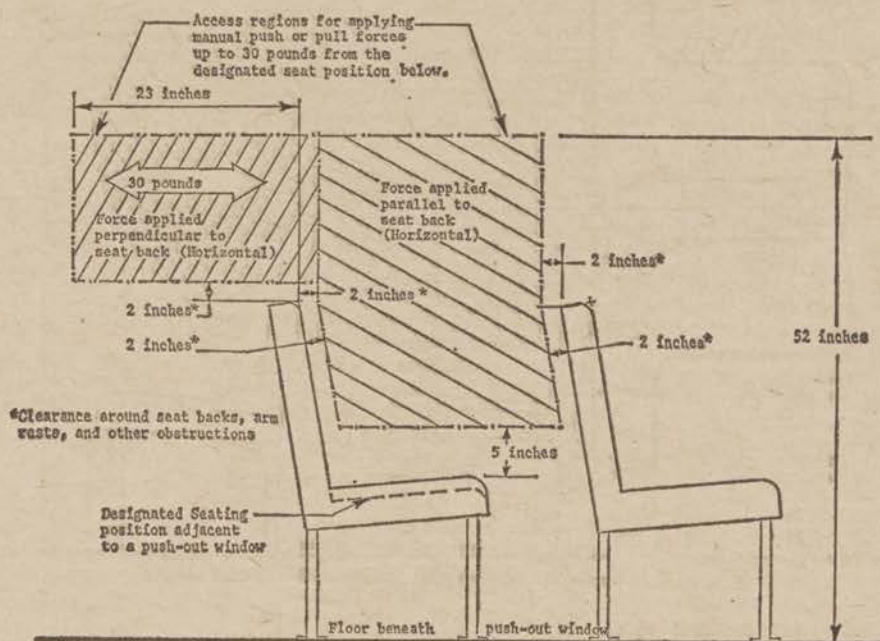 Access regions for applying
manual push or pull forces
up to 30 pounds from the
designated seat position below.
23 inches
30 pounds
Force applied
perpendicular to
seat back (Horizontal)
Force applied
parallel to
seat back
(Horizontal)
2 inches*
2 inches*
2 inches*
2 inches*
2 inches*
52 inches
*Clearance around seat backs, arm
rests, and other obstructions
5 inches
Designated Seating
position adjacent
to a push-out window
Floor beneath push-out window